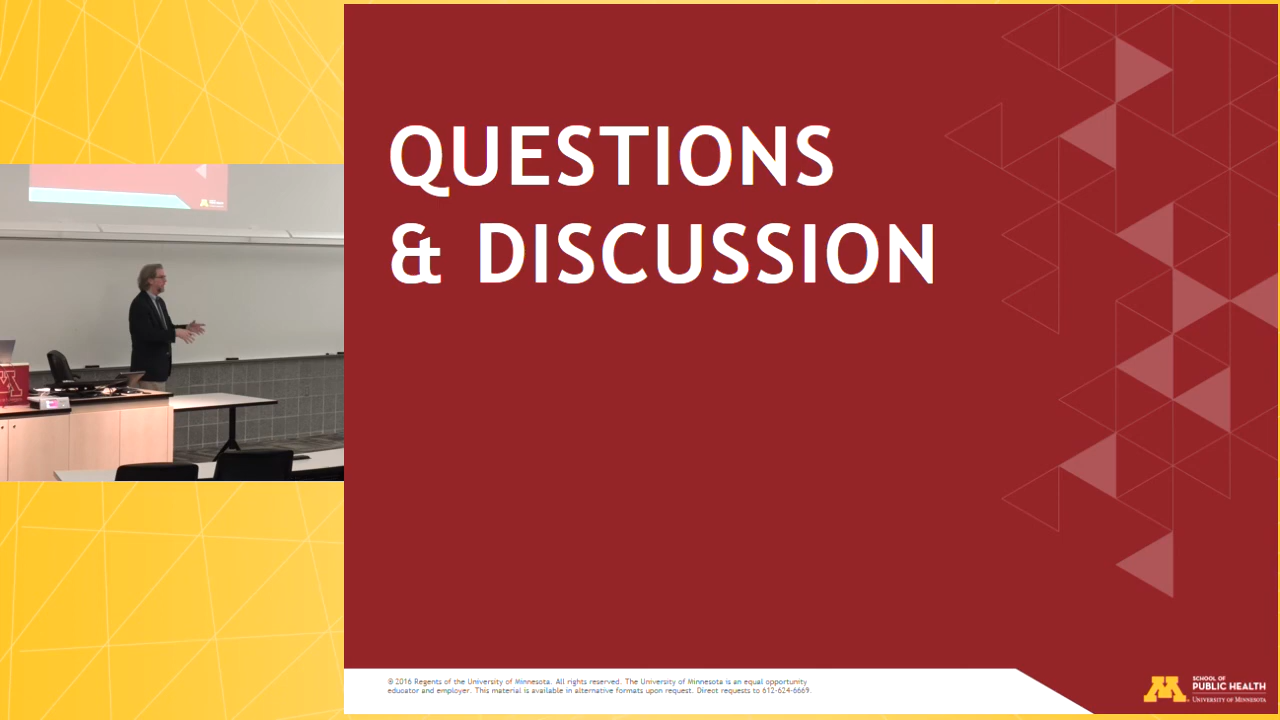 QUESTIONS
& DISCUSSION
© 2016 Regents of the University of Minnesota. All rights reserved. The University of Minnesota is an equal opportunity
educator and employer. This material is available in alternative formats upon request. Direct requests to 612-624-6669.
M
SCHOOL OF
PUBLIC HEALTH
UNIVERSITY OF MINNESOTA